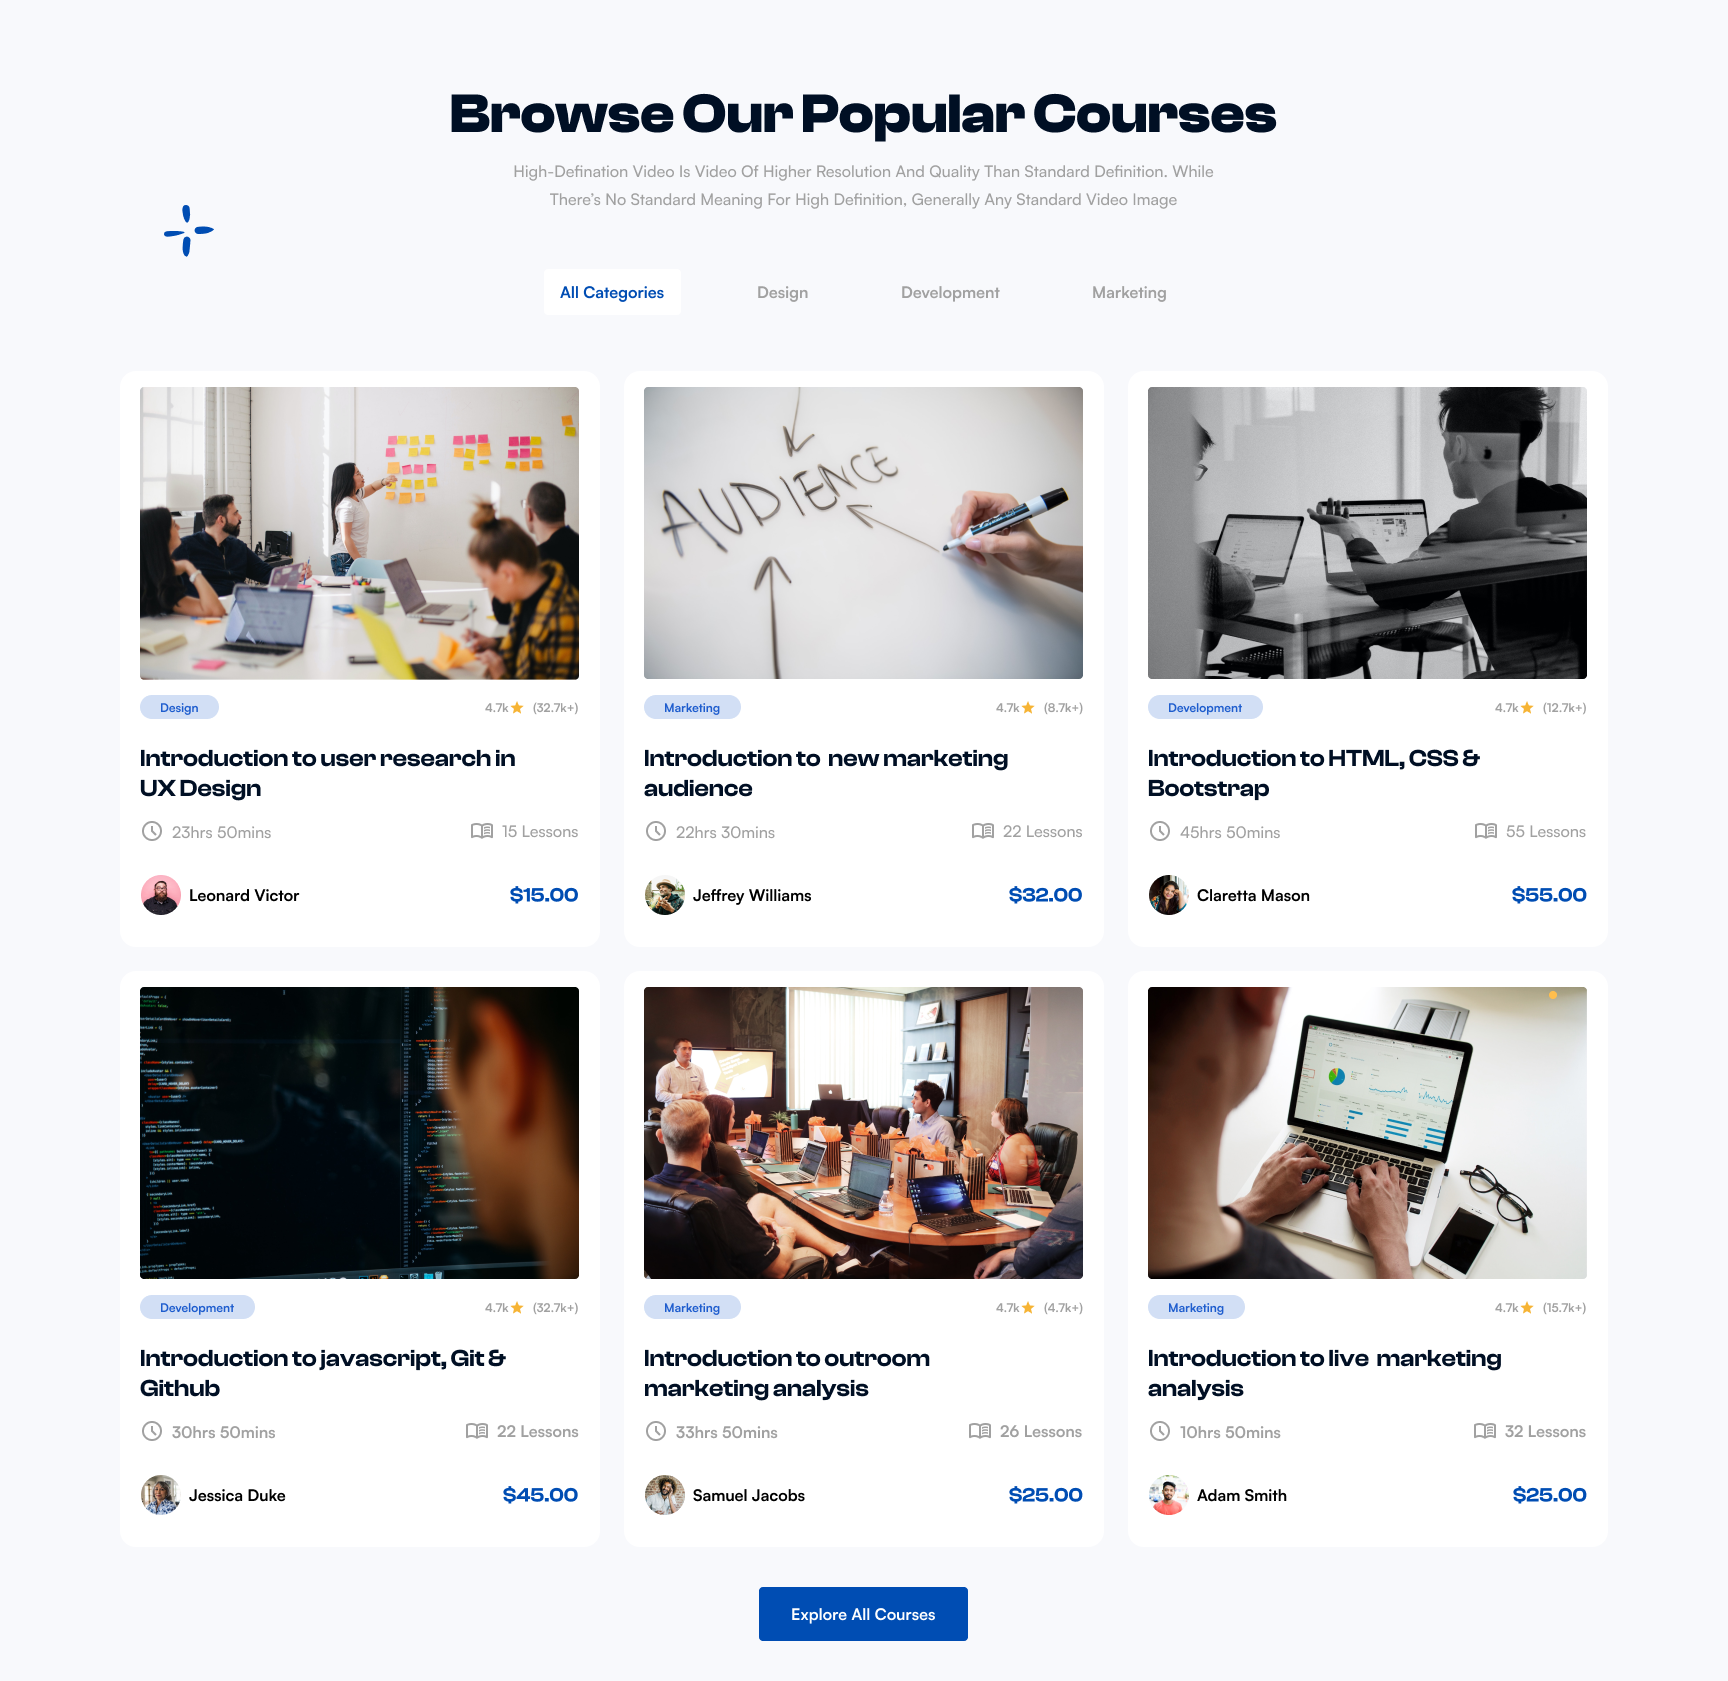 Browse Our Popular Courses
High-Defination Video Is Video Of Higher Resolution And Quality Than Standard Definition. While
There's No Standard Meaning For High Definition, Generally Any Standard Video Image
All Categories
Design
Development
Marketing
AUDIENCE
Design
4.7k (32.7k+)
Introduction to user research in
UX Design
23hrs 50mins
15 Lessons
Leonard Victor
$15.00
Marketing
4.7k (8.7k+)
Introduction to new marketing
audience
22hrs 30mins
22 Lessons
Jeffrey Williams
$32.00
Development
4.7k (12.7k+)
Introduction to HTML, CSS &
Bootstrap
45hrs 50mins
55 Lessons
Claretta Mason
$55.00
Development
4.7k (32.7k+)
Introduction to javascript, Git &
Github
30hrs 50mins
22 Lessons
Jessica Duke
$45.00
Marketing
4.7k (4.7k+)
Introduction to outroom
marketing analysis
33hrs 50mins
26 Lessons
Samuel Jacobs
$25.00
Marketing
4.7k (15.7k+)
Introduction to live marketing
analysis
10hrs 50mins
32 Lessons
Adam Smith
$25.00
Explore All Courses